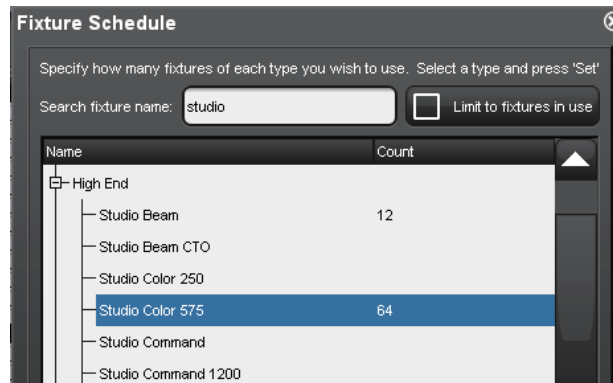 Fixture Schedule
Specify how many fixtures of each type you wish to use. Select a type and press 'Set'
Search fixture name: studio Limit to fixtures in use
Name Count
High End
Studio Beam 12
Studio Beam CTO
Studio Color 250
Studio Color 575 64
Studio Command
Studio Command 1200